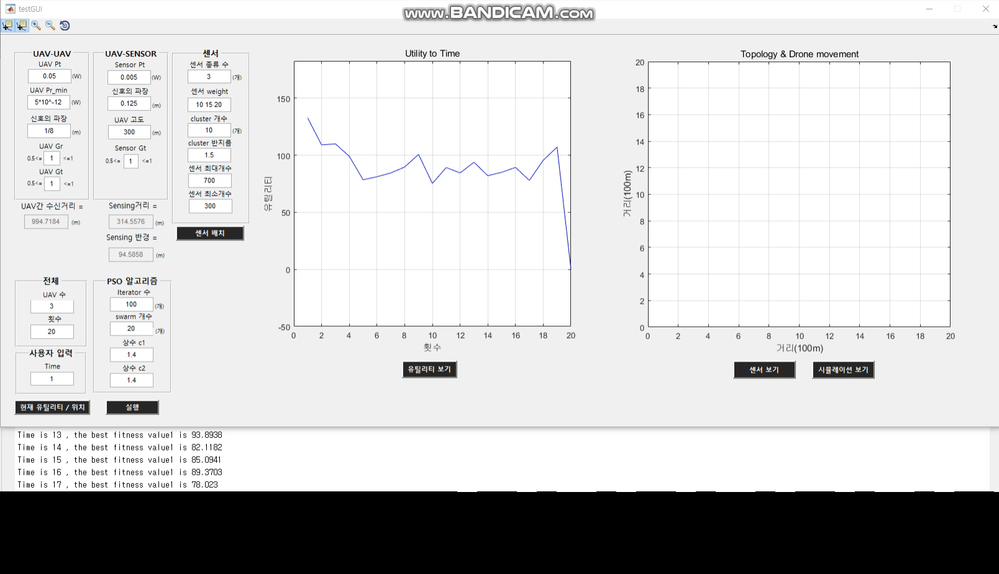 testGUI
www.BANDICAM.com
UAV-UAV
UAV Pt
0.05 (W)
UAV Pr_min
5*10^-12 (W)
신호의 파장
1/8 (m)
UAV Gr
0.5<= 1 <=1
UAV Gt
0.5<= 1 <=1
UAV간 수신거리 =
994.7184 (m)
UAV-SENSOR
Sensor Pt
0.005 (W)
신호의 파장
0.125 (m)
UAV 고도
300 (m)
Sensor Gt
0.5<= 1 <=1
Sensing거리 =
314.5576 (m)
Sensing 반경 =
94.5858 (m)
센서
센서 종류 수
3 (개)
센서 weight
10 15 20
cluster 개수
10 (개)
cluster 반지름
1.5
센서 최대개수
700
센서 최소개수
300
센서 배치
전체
UAV 수
3
횟수
20
사용자 입력
Time
1
현재 유틸리티 / 위치
PSO 알고리즘
Iterator 수
100 (개)
swarm 개수
20 (개)
상수 c1
1.4
상수 c2
1.4
실행
Utility to Time
유틸리티
150
100
50
0
-50
0 2 4 6 8 10 12 14 16 18 20
횟수
유틸리티 보기
Topology & Drone movement
거리(100m)
20
18
16
14
12
10
8
6
4
2
0
0 2 4 6 8 10 12 14 16 18 20
거리(100m)
센서 보기
시뮬레이션 보기
Time is 13 , the best fitness value1 is 93.8938
Time is 14 , the best fitness value1 is 82.1182
Time is 15 , the best fitness value1 is 85.0941
Time is 16 , the best fitness value1 is 89.3703
Time is 17 , the best fitness value1 is 78.023